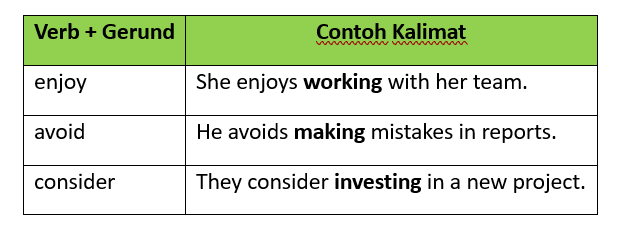 Verb + Gerund Contoh Kalimat
enjoy She enjoys working with her team.
avoid He avoids making mistakes in reports.
consider They consider investing in a new project.